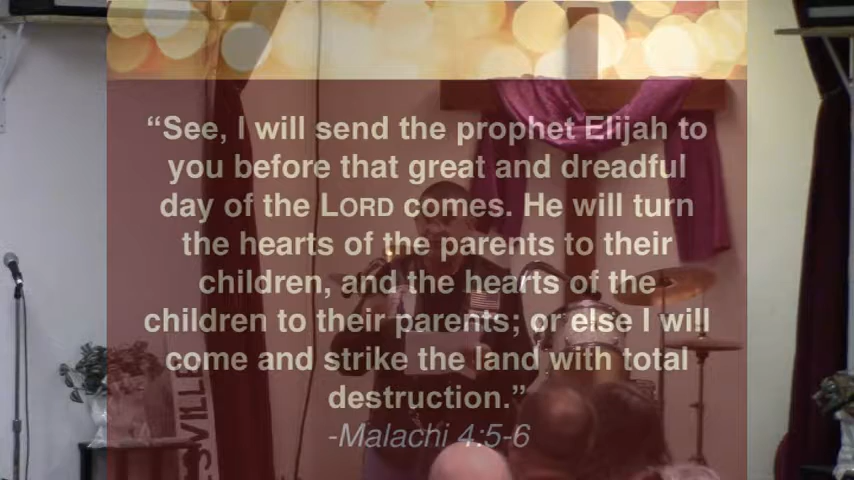 “See, I will send the prophet Elijah to
you before that great and dreadful
day of the LORD comes. He will turn
the hearts of the parents to their
children, and the hearts of the
children to their parents; or else I will
come and strike the land with total
destruction.”
-Malachi 4:5-6